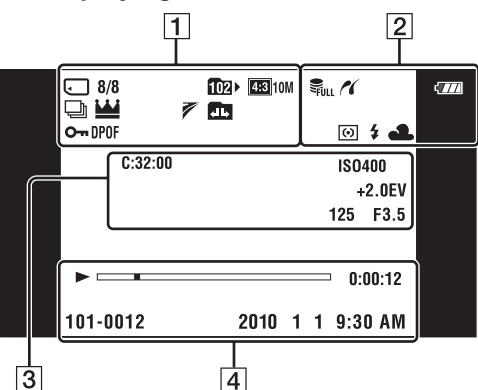 1
2
8/8
102
4:3 10M
FULL
DPOF
C:32:00
ISO400
+2.0EV
125 F3.5
0:00:12
101-0012
2010 1 1 9:30 AM
3
4